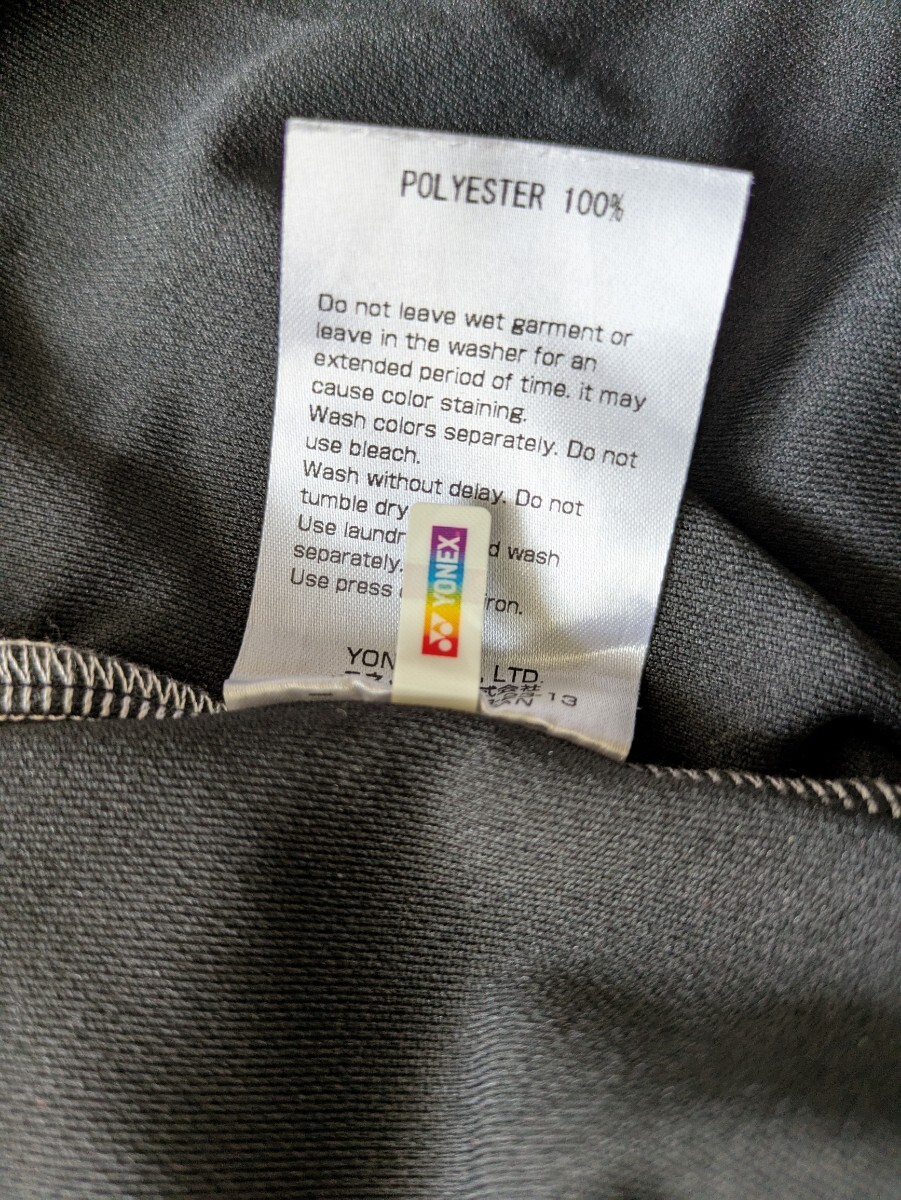 POLYESTER 100%
Do not leave wet garment or
leave in the washer for an
extended period of time. it may
cause color staining.
Wash colors separately. Do not
use bleach.
Wash without delay. Do not
tumble dry
Use wash
separately.
Use press iron.
YONEX
LTD.
13